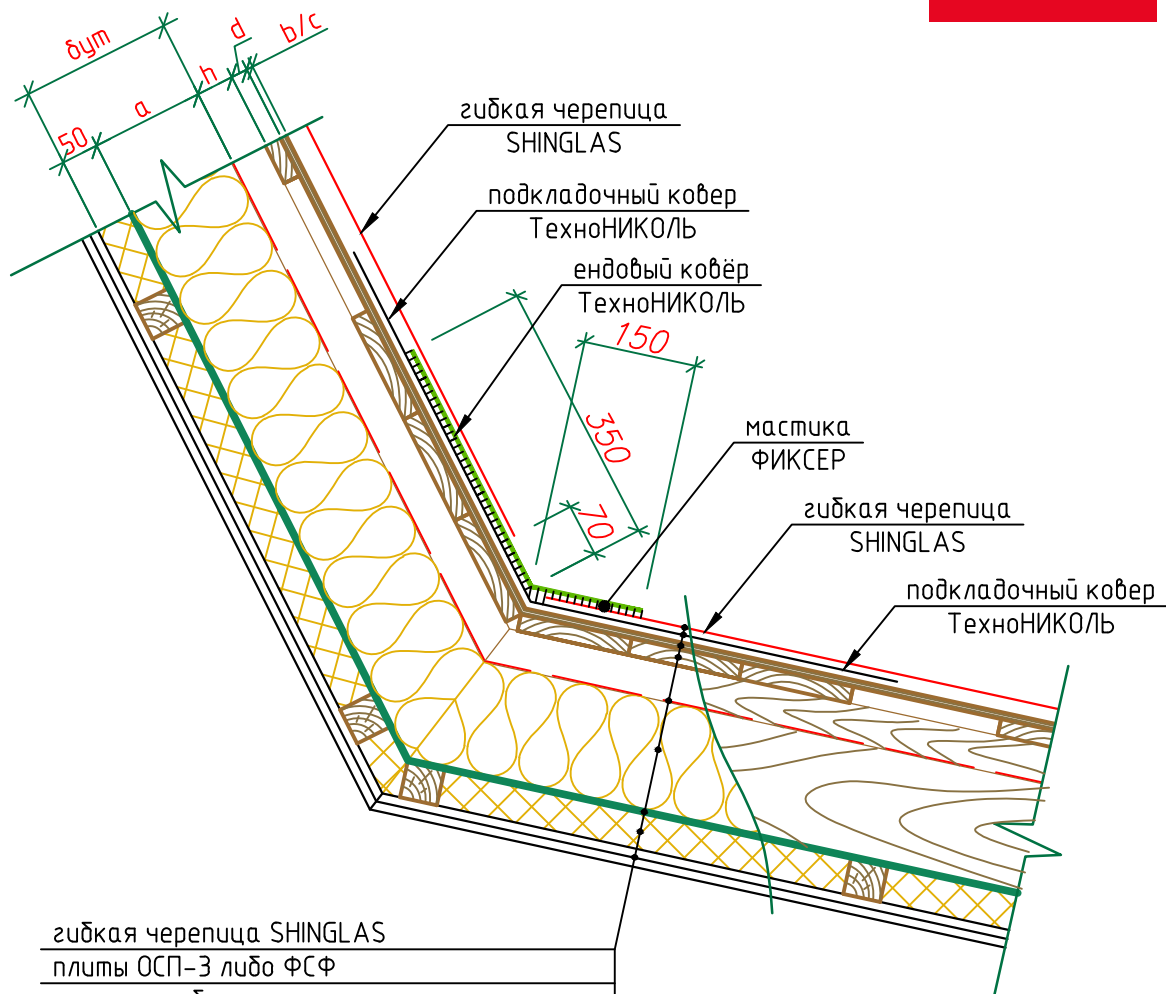 бут
h
d
b/c
50
a
гибкая черепица
SHINGLAS
подкладочный ковер
ТехноНИКОЛЬ
ендовый ковёр
ТехноНИКОЛЬ
150
350
70
мастика
ФИКСЕР
гибкая черепица
SHINGLAS
подкладочный ковер
ТехноНИКОЛЬ
гибкая черепица SHINGLAS
плиты ОСП-3 либо ФСФ